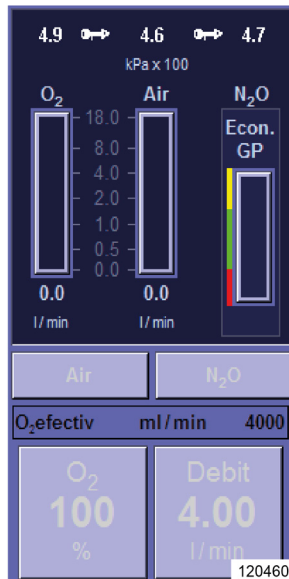 4.9 4.6 4.7
kPa x 100
O₂ Air N₂O
18.0
8.0
4.0
2.0
1.0
0.5
0.0
Econ.
GP
0.0 0.0
l/min l/min
Air N₂O
O₂efectiv ml/min 4000
O₂ Debit
100 4.00
% l/min
120460